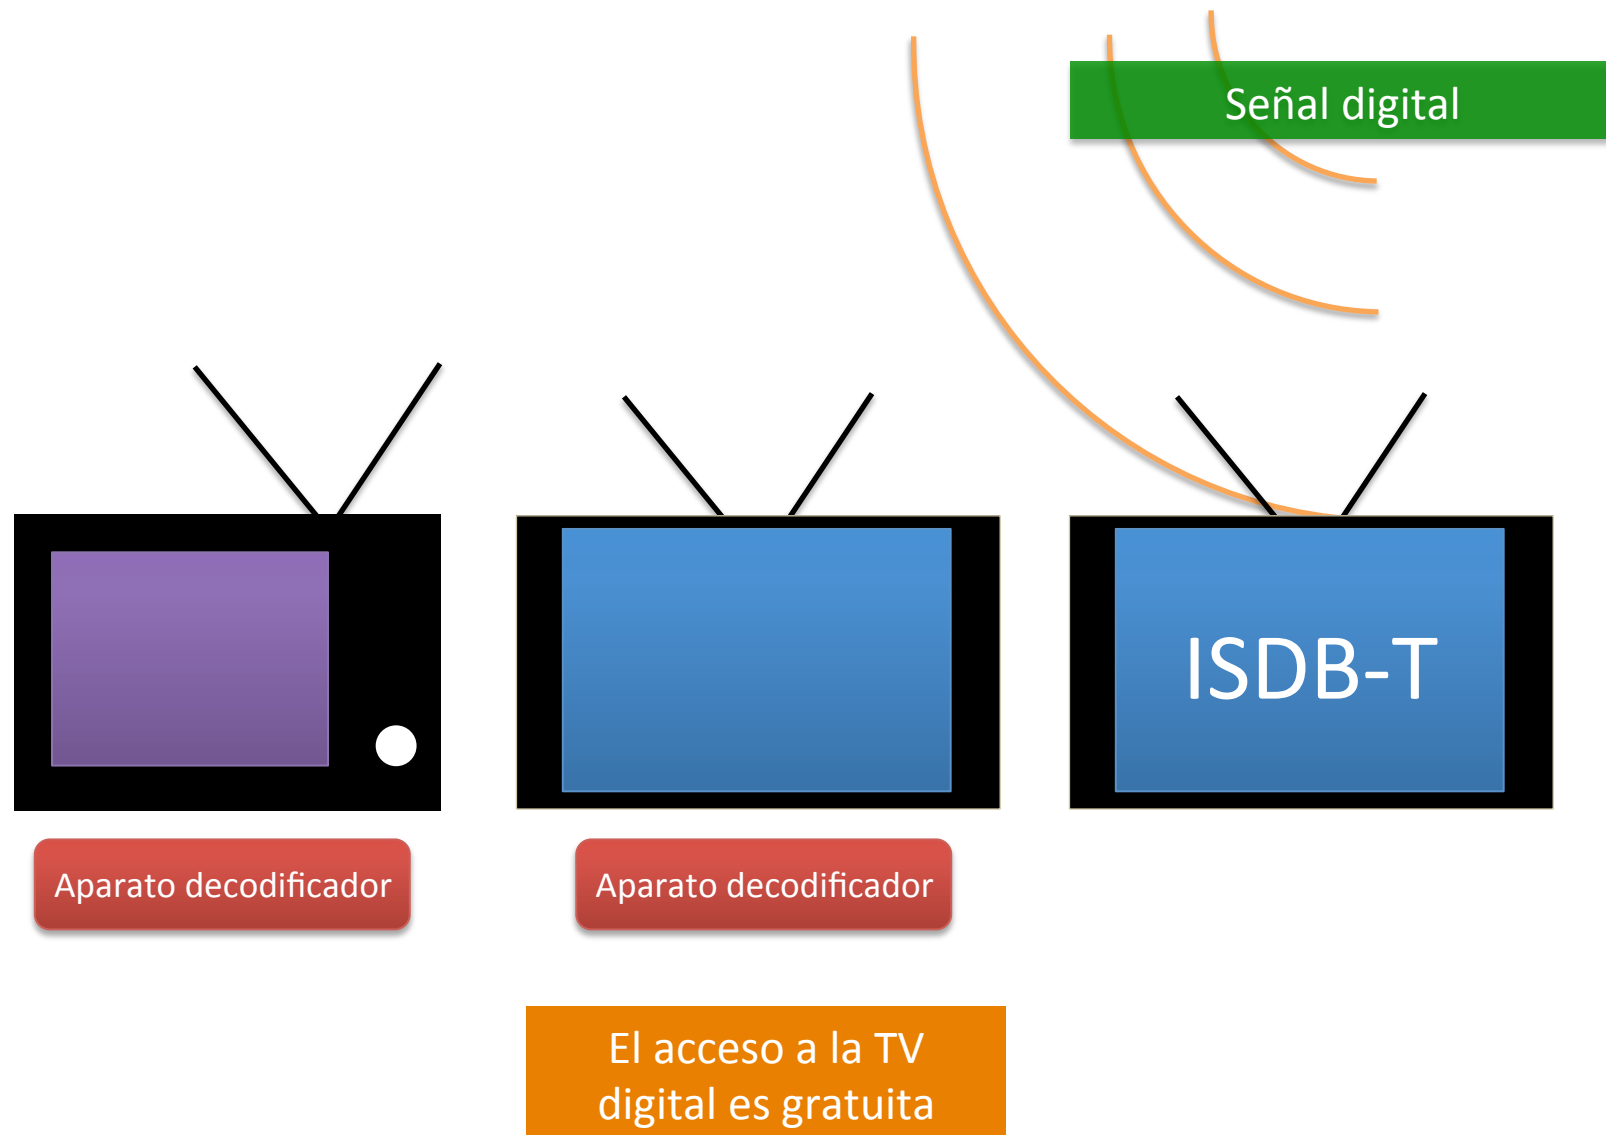 Señal digital
ISDB-T
Aparato decodificador
Aparato decodificador
El acceso a la TV
digital es gratuita